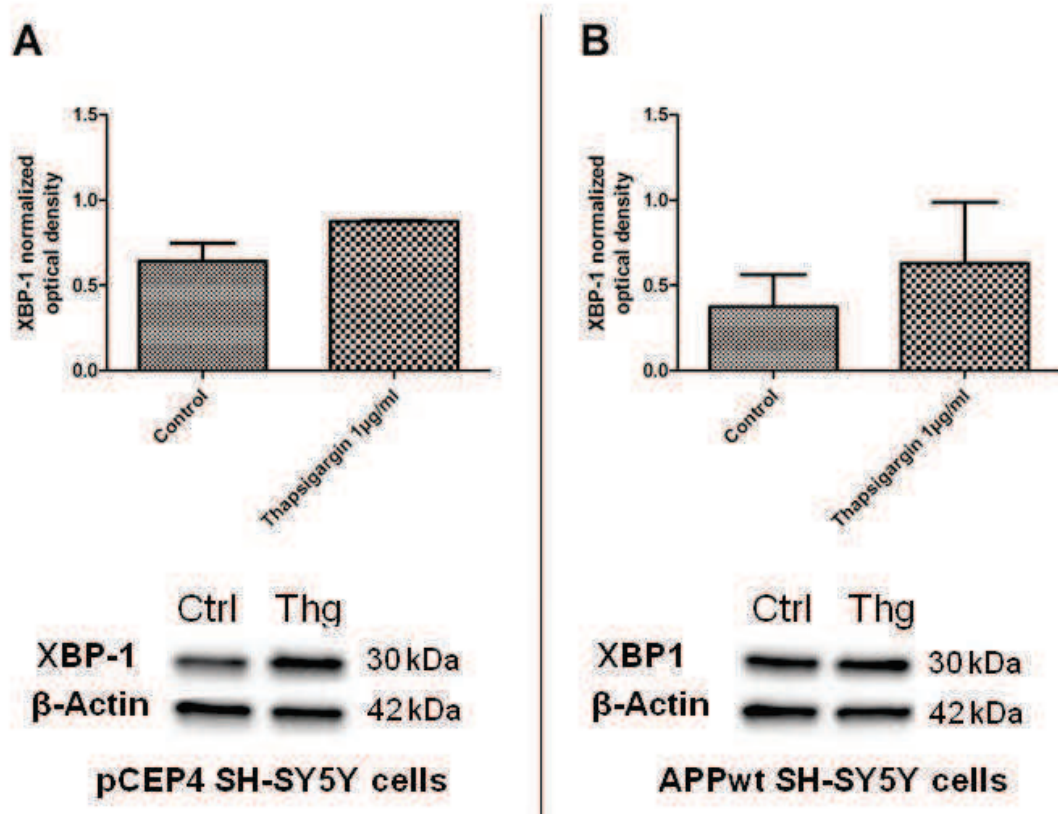 A
1.5
1.0
0.5
0.0
XBP-1 normalized
optical density
Control
Thapsigargin 1µg/ml
Ctrl Thg
XBP-1 30 kDa
β-Actin 42 kDa
pCEP4 SH-SY5Y cells
B
1.5
1.0
0.5
0.0
XBP-1 normalized
optical density
Control
Thapsigargin 1µg/ml
Ctrl Thg
XBP1 30 kDa
β-Actin 42 kDa
APPwt SH-SY5Y cells